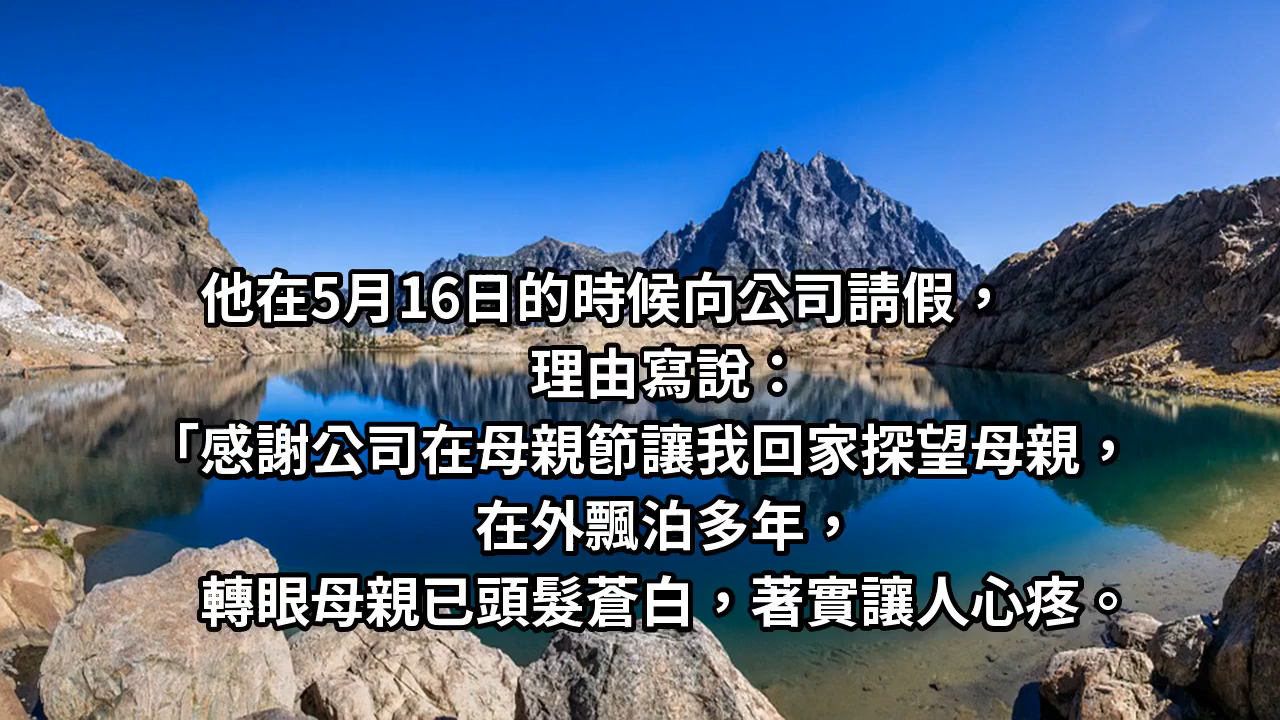 他在5月16日的時候向公司請假，
理由寫說：
「感謝公司在母親節讓我回家探望母親，
在外飄泊多年，
轉眼母親已頭髮蒼白，著實讓人心疼。